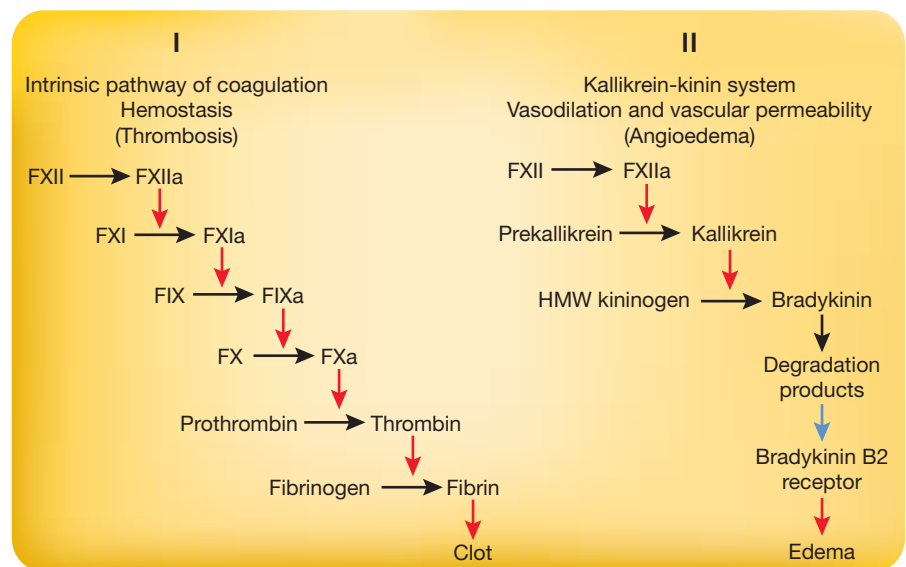 I
Intrinsic pathway of coagulation
Hemostasis
(Thrombosis)
FXII FXIIa
FXI FXIa
FIX FIXa
FX FXa
Prothrombin Thrombin
Fibrinogen Fibrin
Clot
II
Kallikrein-kinin system
Vasodilation and vascular permeability
(Angioedema)
FXII FXIIa
Prekallikrein Kallikrein
HMW kininogen Bradykinin
Degradation
products
Bradykinin B2
receptor
Edema